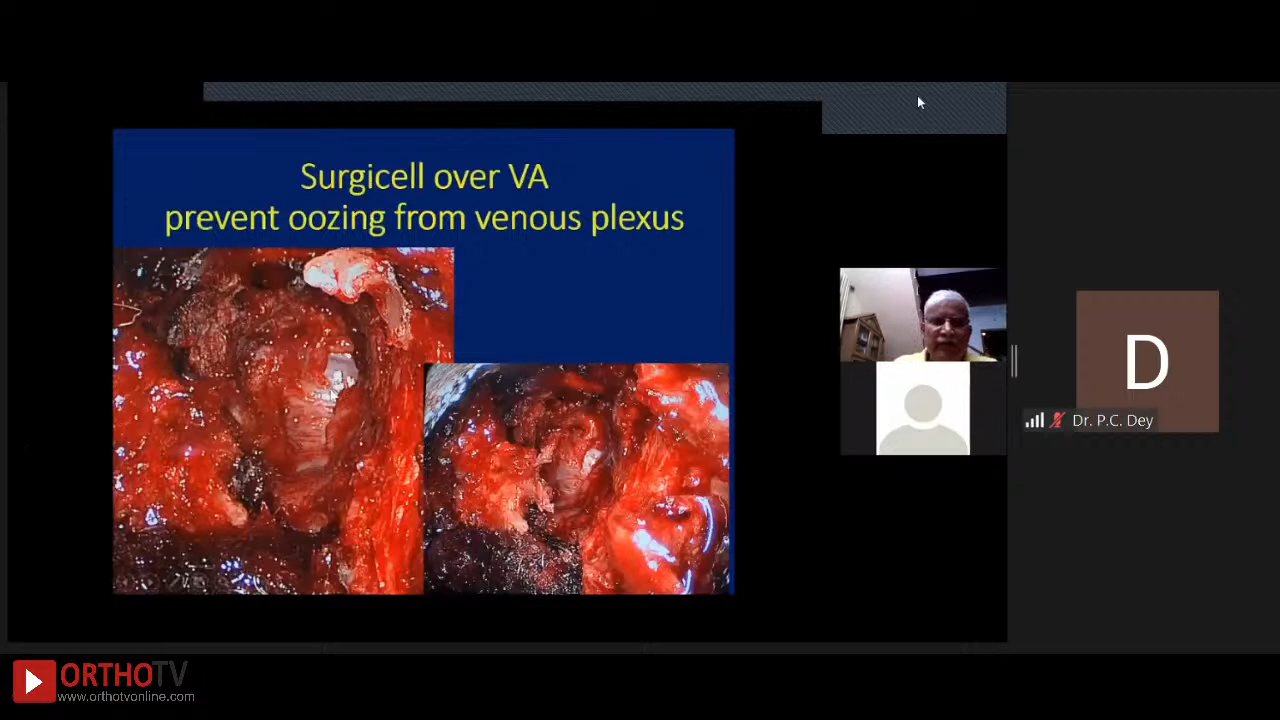 Surgicell over VA
prevent oozing from venous plexus
D
Dr. P.C. Dey
ORTHOTV
www.orthotvonline.com